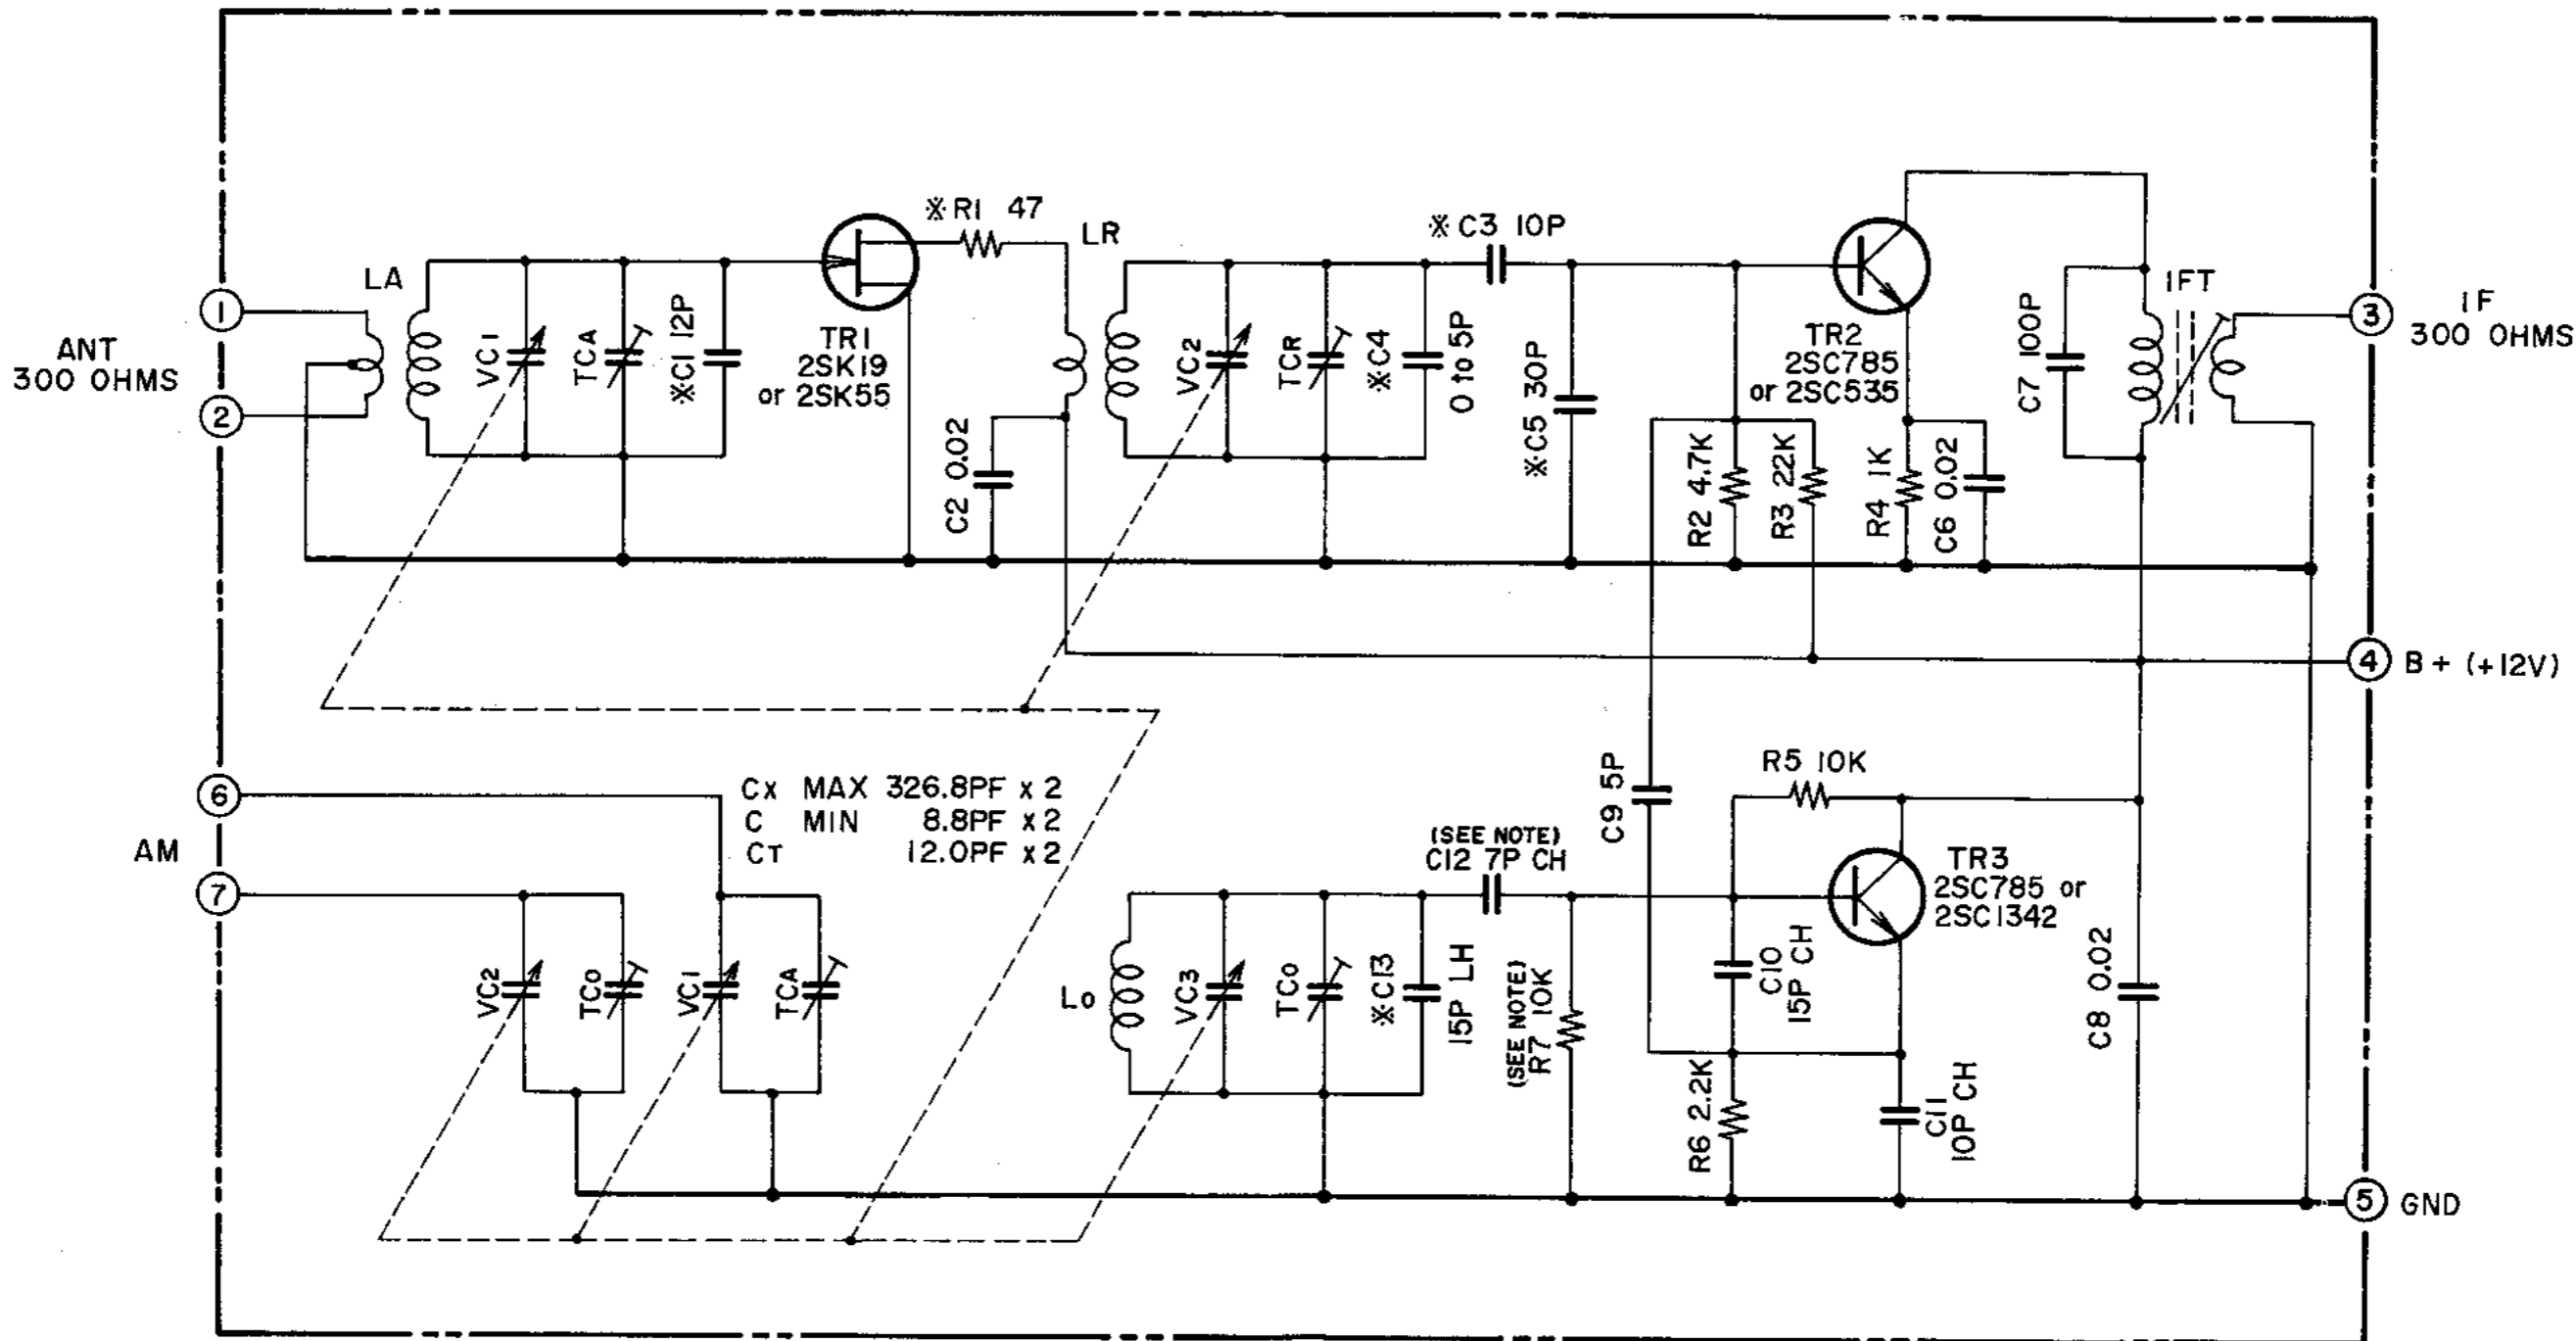 ※R1 47
LR
※C3 10P
LA
1
ANT
300 OHMS
2
VC1
TCA
※C1 12P
TR1
2SK19
or 2SK55
C2 0.02
VC2
TCR
※C4
0 to 5P
※C5 30P
TR2
2SC785
or 2SC535
R2 4.7K
R3 22K
R4 1K
C6 0.02
C7 100P
IFT
3
IF
300 OHMS
4
B+ (+12V)
6
AM
7
CX MAX 326.8PF x 2
C MIN 8.8PF x 2
CT 12.0PF x 2
VC2
TCO
VC1
TCA
LO
VC3
TCO
※C13
15P LH
(SEE NOTE)
C12 7P CH
(SEE NOTE)
R7 10K
C9 5P
R5 10K
TR3
2SC785 or
2SC1342
C10
15P CH
R6 2.2K
C11
10P CH
C8 0.02
5
GND